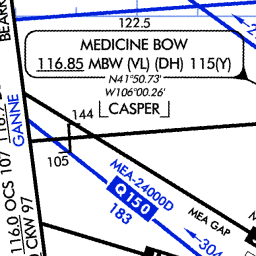 122.5
MEDICINE BOW
116.85 MBW (VL) (DH) 115(Y)
N41°50.73'
W106°00.26'
CASPER
144
105
GANNE
116.0 OCS 107
CKW 97
MEA-24000D
Q150
183
MEA GAP
304